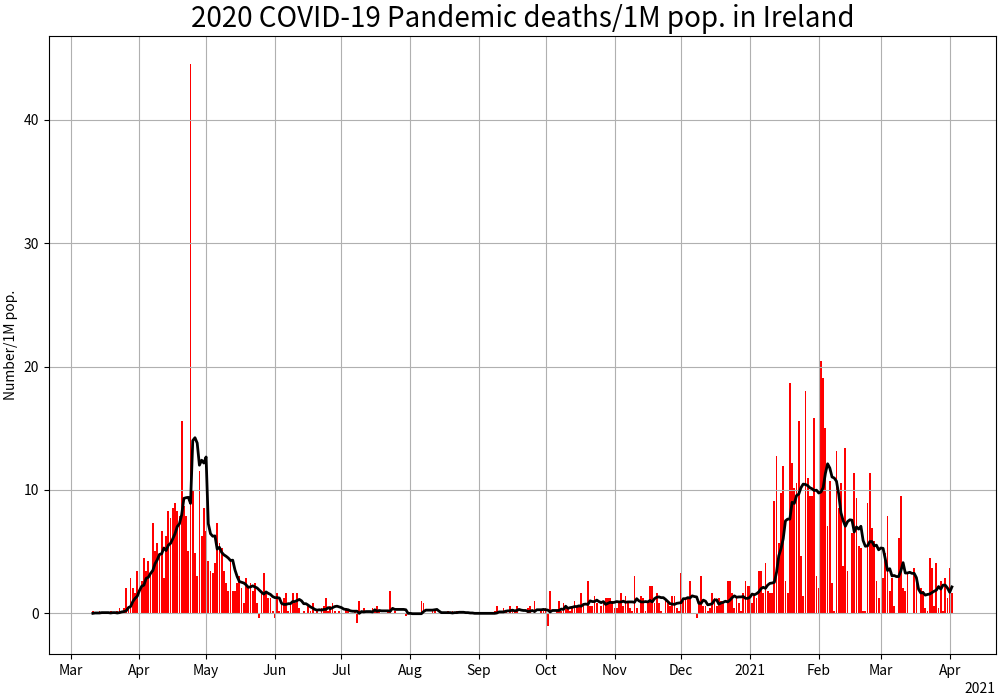 2020 COVID-19 Pandemic deaths/1M pop. in Ireland
Number/1M pop.
40
30
20
10
0
Mar Apr May Jun Jul Aug Sep Oct Nov Dec 2021 Feb Mar Apr
2021